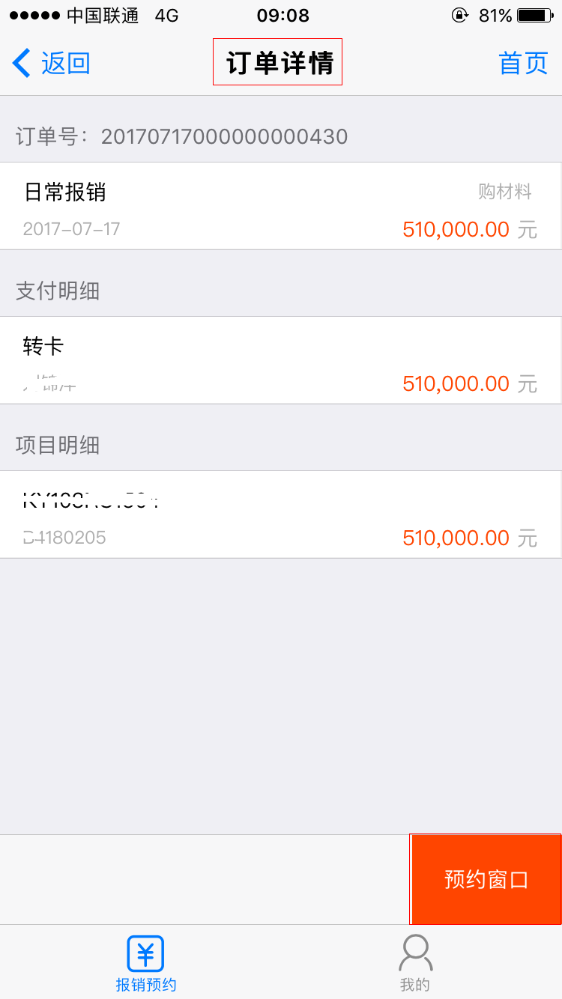 中国联通 4G 09:08 81%
返回 订单详情 首页
订单号：20170717000000000430
日常报销 购材料
2017-07-17 510,000.00 元
支付明细
转卡
510,000.00 元
项目明细
4180205 510,000.00 元
预约窗口
¥
报销预约 我的